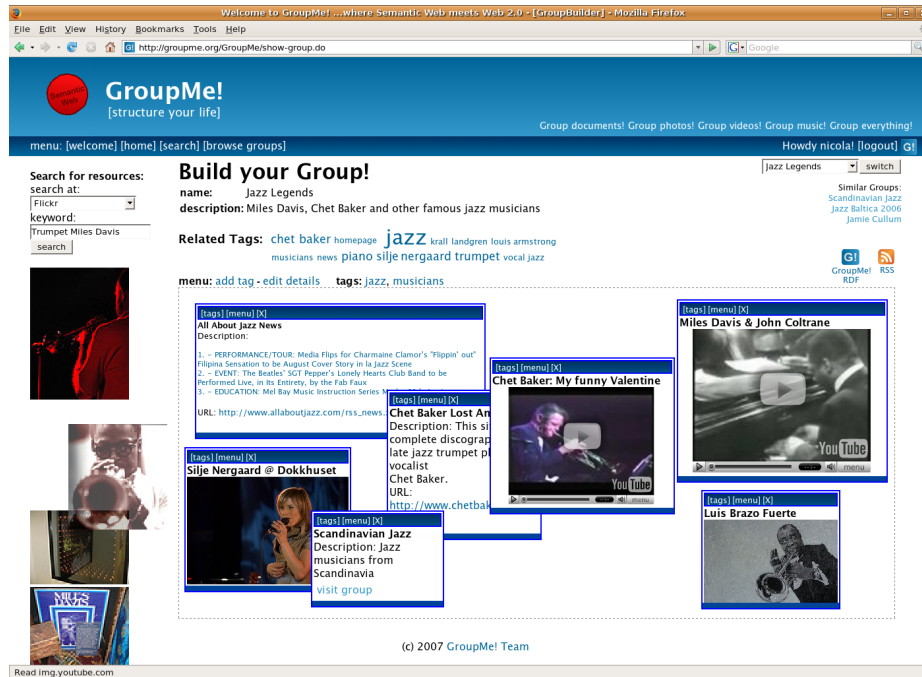 Welcome to GroupMe! ...where Semantic Web meets Web 2.0 - [GroupBuilder] - Mozilla Firefox
File Edit View History Bookmarks Tools Help
G! http://groupme.org/GroupMe/show-group.do
G Google
Semantic
Web
GroupMe!
[structure your life]
Group documents! Group photos! Group videos! Group music! Group everything!
menu: [welcome] [home] [search] [browse groups]
Howdy nicola! [logout] G!
Search for resources:
search at:
Flickr
keyword:
Trumpet Miles Davis
search
Build your Group!
name: Jazz Legends
description: Miles Davis, Chet Baker and other famous jazz musicians
Related Tags: chet baker homepage jazz krall landgren louis armstrong
musicians news piano silje nergaard trumpet vocal jazz
menu: add tag - edit details tags: jazz, musicians
Jazz Legends switch
Similar Groups:
Scandinavian Jazz
Jazz Baltica 2006
Jamie Cullum
G!
GroupMe!
RDF
RSS
[tags] [menu] [X]
All About Jazz News
Description:
1. - PERFORMANCE/TOUR: Media Flips for Charmaine Clamor's "Flippin' out"
Filipina Sensation to be August Cover Story in la Jazz Scene
2. - EVENT: The Beatles' SGT Pepper's Lonely Hearts Club Band to be
Performed Live, in Its Entirety, by the Fab Faux
3. - EDUCATION: Mel Bay Music Instruction Series
URL: http://www.allaboutjazz.com/rss_news.
[tags] [menu] [X]
Chet Baker Lost An
Description: This si
complete discograp
late jazz trumpet pl
vocalist
Chet Baker.
URL:
http://www.chetbak
[tags] [menu] [X]
Chet Baker: My funny Valentine
YouTube
menu
[tags] [menu] [X]
Miles Davis & John Coltrane
YouTube
menu
[tags] [menu] [X]
Silje Nergaard @ Dokkhuset
[tags] [menu] [X]
Scandinavian Jazz
Description: Jazz
musicians from
Scandinavia
visit group
[tags] [menu] [X]
Luis Brazo Fuerte
MILES
DAVIS
(c) 2007 GroupMe! Team
Read img.youtube.com